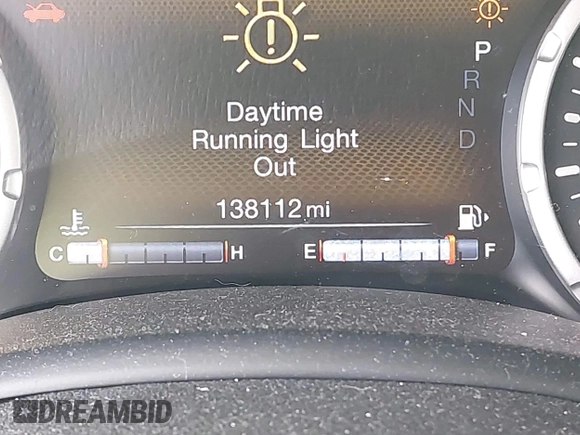 P
R
N
D
Daytime
Running Light
Out
138112 mi
C H E F
DREAMBID